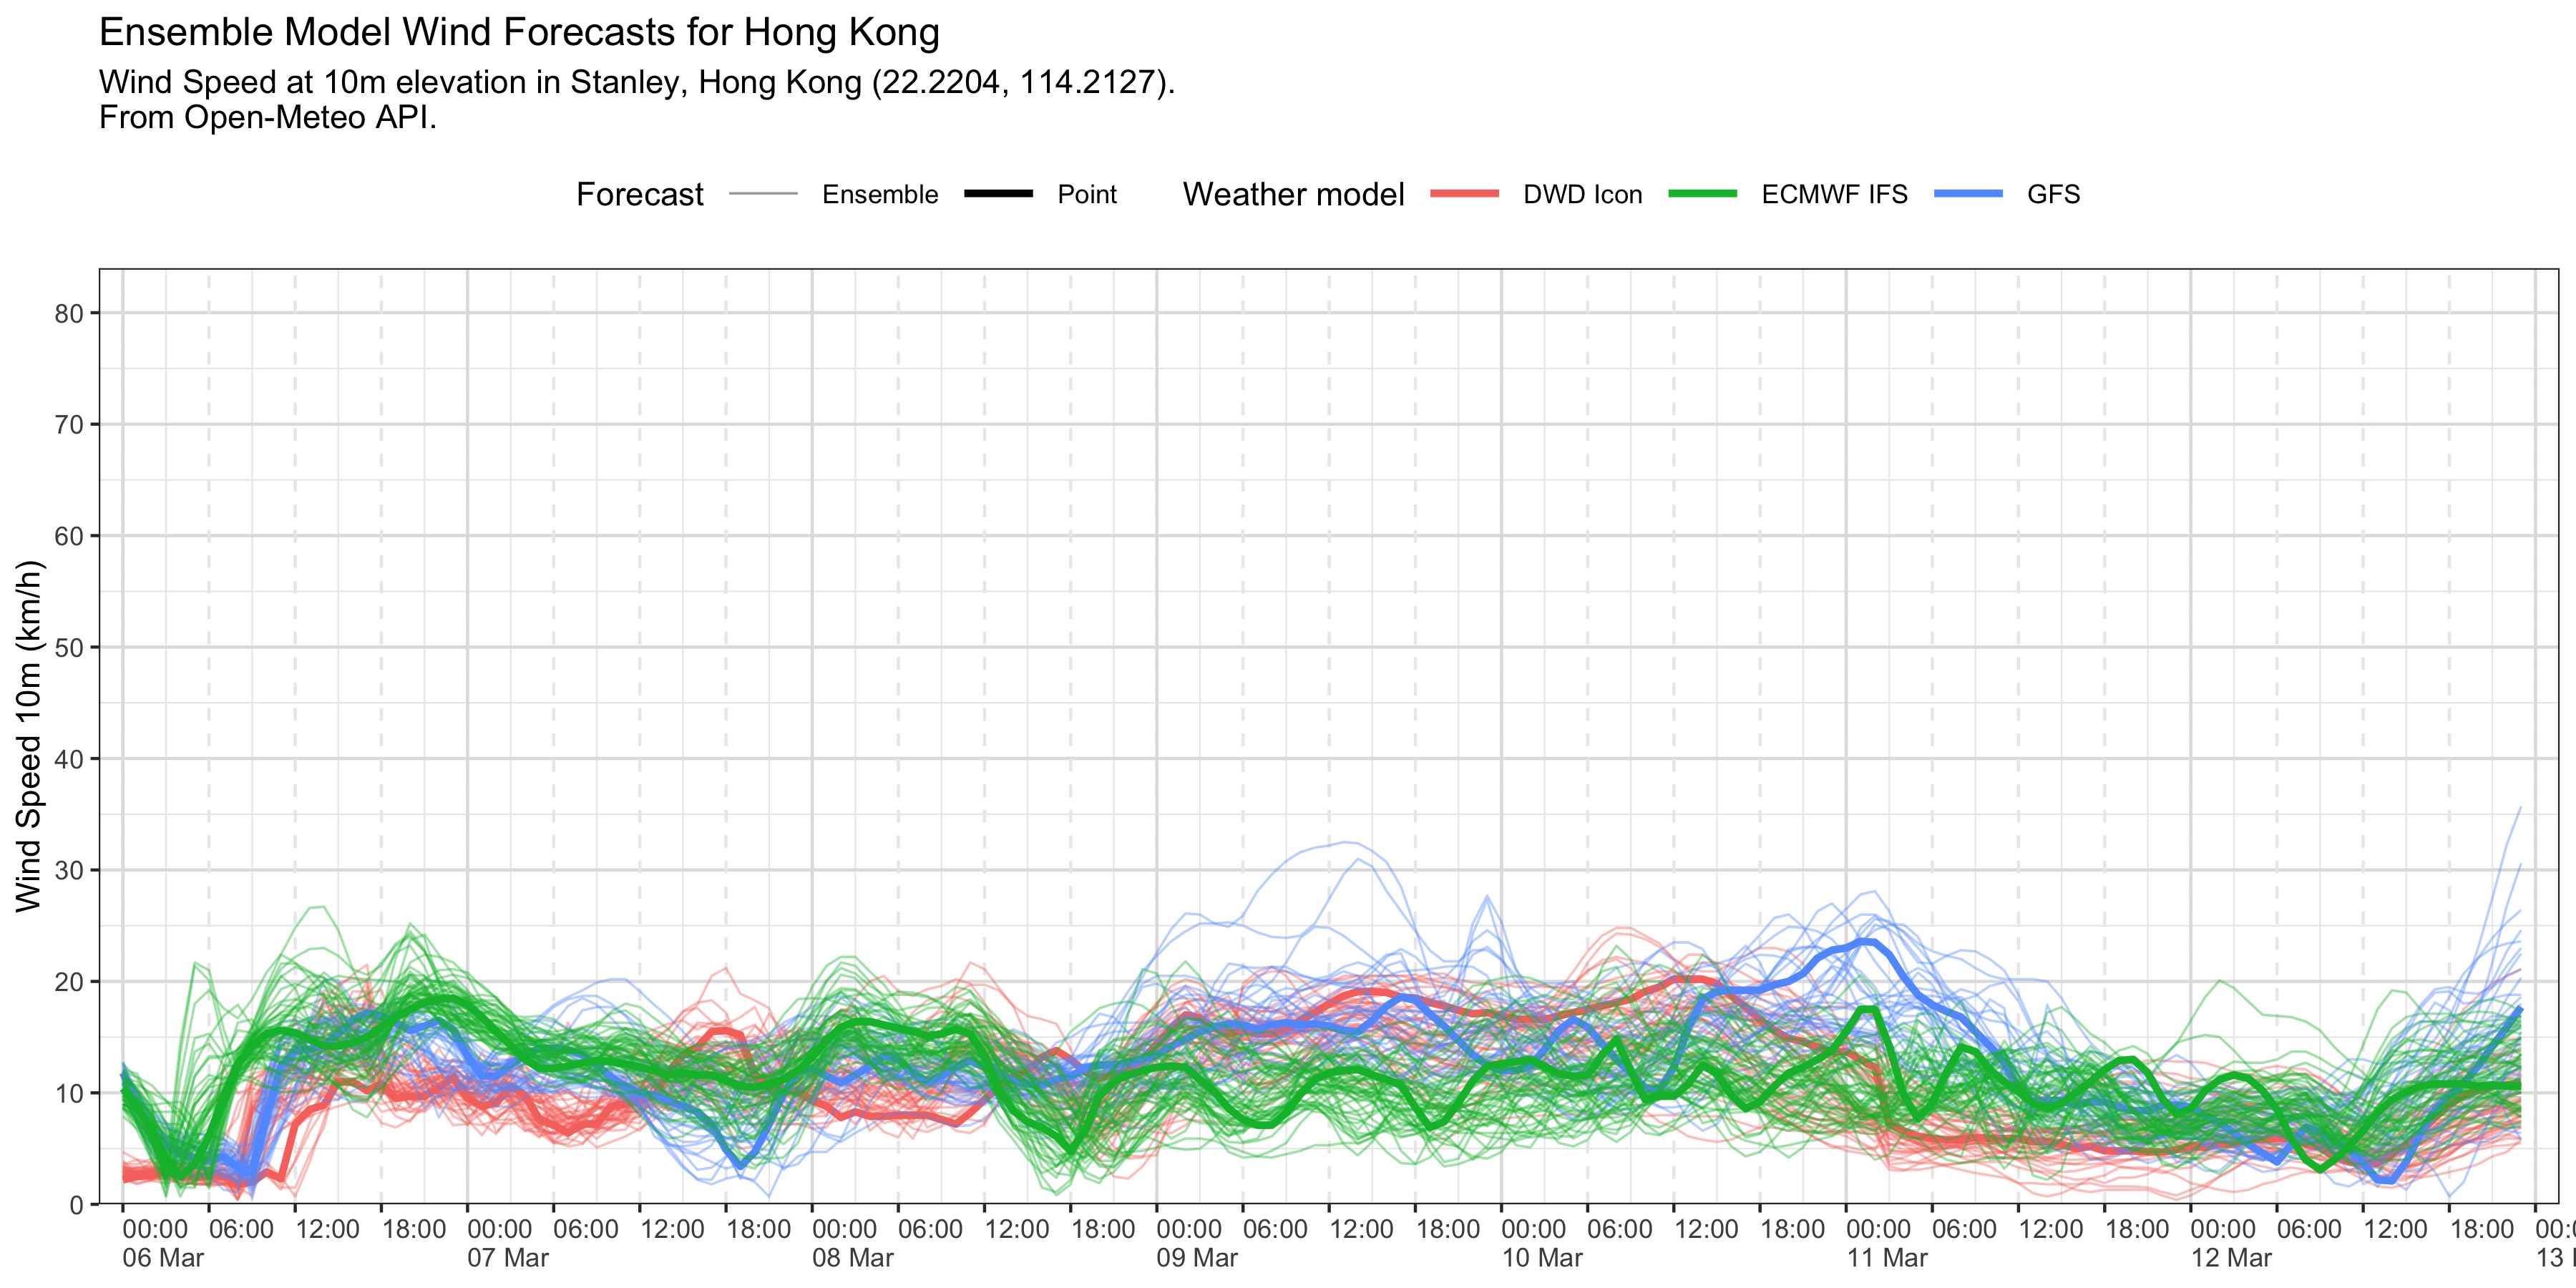 Ensemble Model Wind Forecasts for Hong Kong
Wind Speed at 10m elevation in Stanley, Hong Kong (22.2204, 114.2127).
From Open-Meteo API.
Forecast Ensemble Point Weather model DWD Icon ECMWF IFS GFS
Wind Speed 10m (km/h)
80
70
60
50
40
30
20
10
0
00:00 06:00 12:00 18:00 00:00 06:00 12:00 18:00 00:00 06:00 12:00 18:00 00:00 06:00 12:00 18:00 00:00 06:00 12:00 18:00 00:00 06:00 12:00 18:00 00:00 06:00 12:00 18:00
06 Mar 07 Mar 08 Mar 09 Mar 10 Mar 11 Mar 12 Mar 13